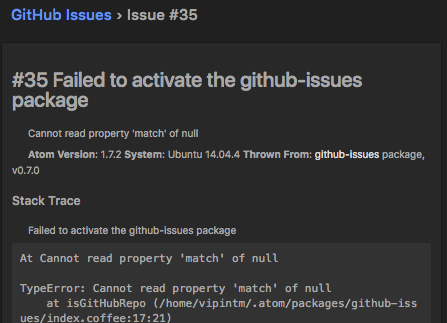 GitHub Issues › Issue #35
#35 Failed to activate the github-issues
package
Cannot read property 'match' of null
Atom Version: 1.7.2 System: Ubuntu 14.04.4 Thrown From: github-issues package,
v0.7.0
Stack Trace
Failed to activate the github-issues package
At Cannot read property 'match' of null
TypeError: Cannot read property 'match' of null
at isGitHubRepo (/home/vipintm/.atom/packages/github-iss
ues/index.coffee:17:21)